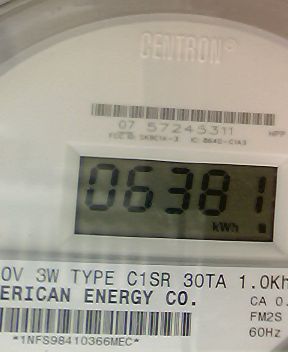 CENTRON®
07 57245311
HPP
06381
kWh
0V 3W TYPE C1SR 30TA 1.0Kh
ERICAN ENERGY CO.
CA 0.
FM2S
60Hz
*1NFS98410366MEC*